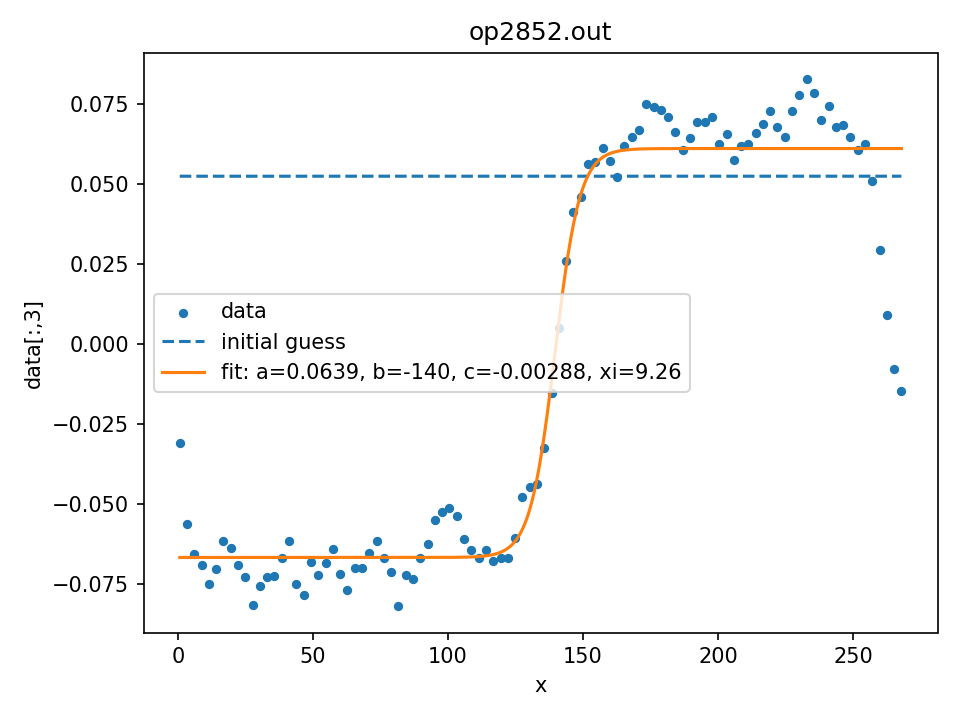 op2852.out
0.075
0.050
0.025
0.000
−0.025
−0.050
−0.075
data[:,3]
data
initial guess
fit: a=0.0639, b=-140, c=-0.00288, xi=9.26
0 50 100 150 200 250
x